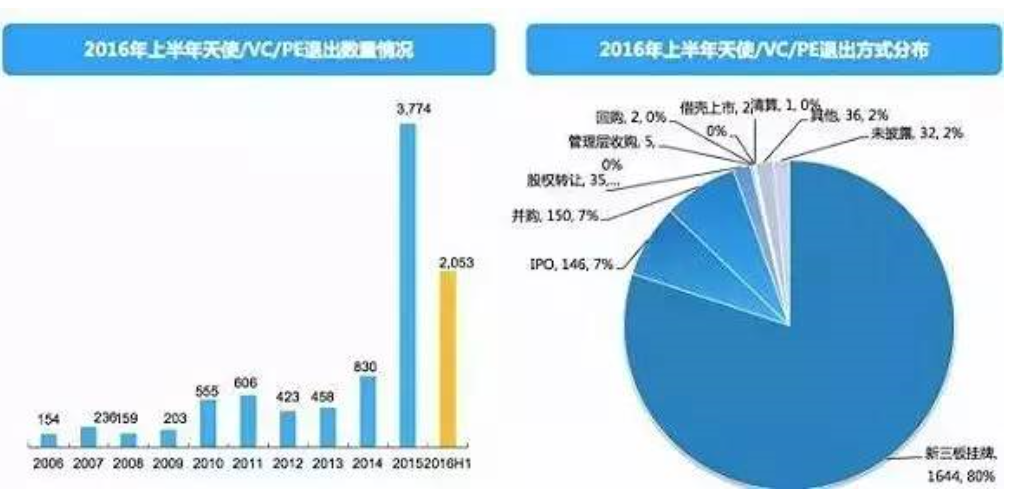 2016年上半年天使/VC/PE退出数量情况
3,774
2,053
830
606
555
458
423
236
203
159
154
2006 2007 2008 2009 2010 2011 2012 2013 2014 2015 2016H1
2016年上半年天使/VC/PE退出方式分布
借壳上市, 2,
0%
清算, 1, 0%
其他, 36, 2%
未披露, 32, 2%
回购, 2, 0%
管理层收购, 5,
0%
股权转让, 35,...
并购, 150, 7%
IPO, 146, 7%
新三板挂牌,
1644, 80%